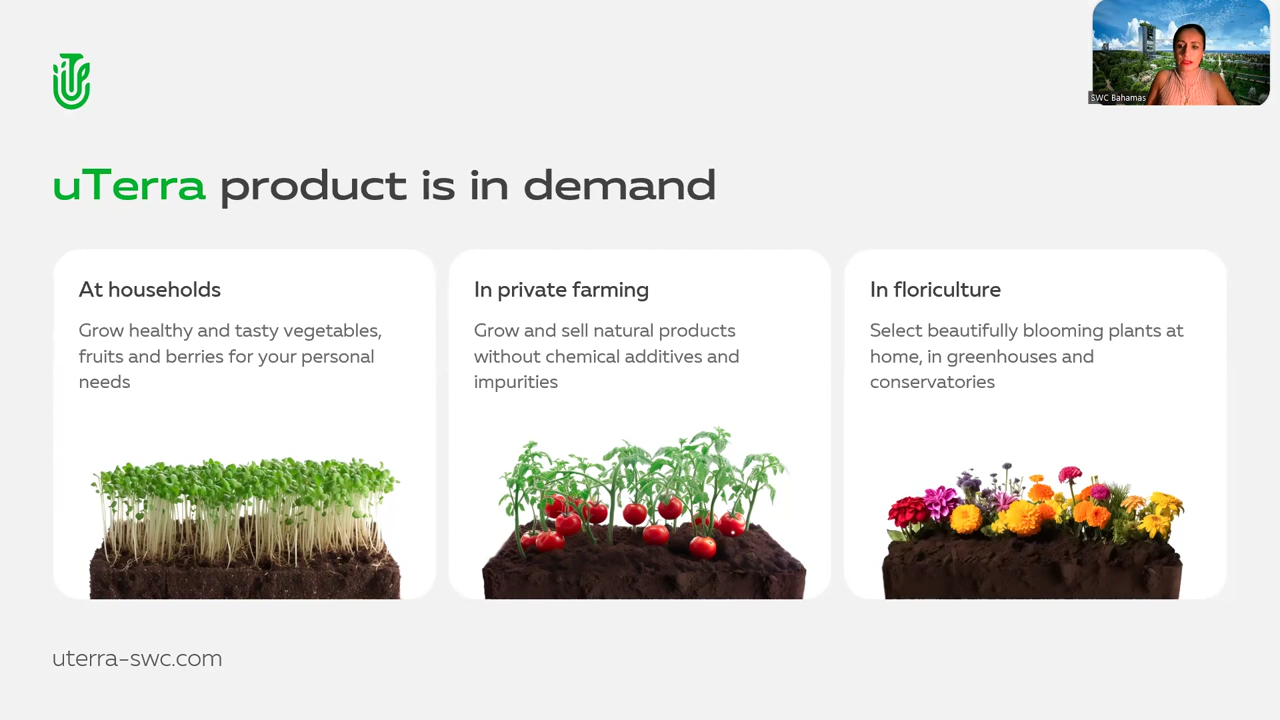 SWC Bahamas
uTerra product is in demand
At households
Grow healthy and tasty vegetables,
fruits and berries for your personal
needs
In private farming
Grow and sell natural products
without chemical additives and
impurities
In floriculture
Select beautifully blooming plants at
home, in greenhouses and
conservatories
uterra-swc.com